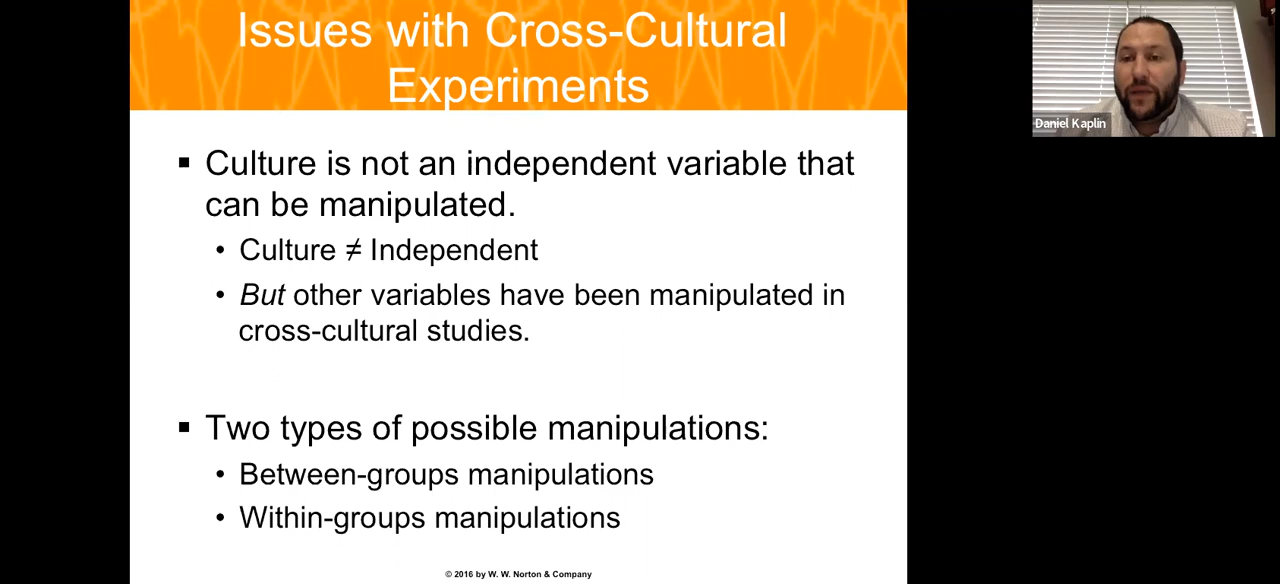 Issues with Cross-Cultural
Experiments
▪ Culture is not an independent variable that
can be manipulated.
• Culture ≠ Independent
• But other variables have been manipulated in
cross-cultural studies.
▪ Two types of possible manipulations:
• Between-groups manipulations
• Within-groups manipulations
© 2016 by W. W. Norton & Company
Daniel Kaplin